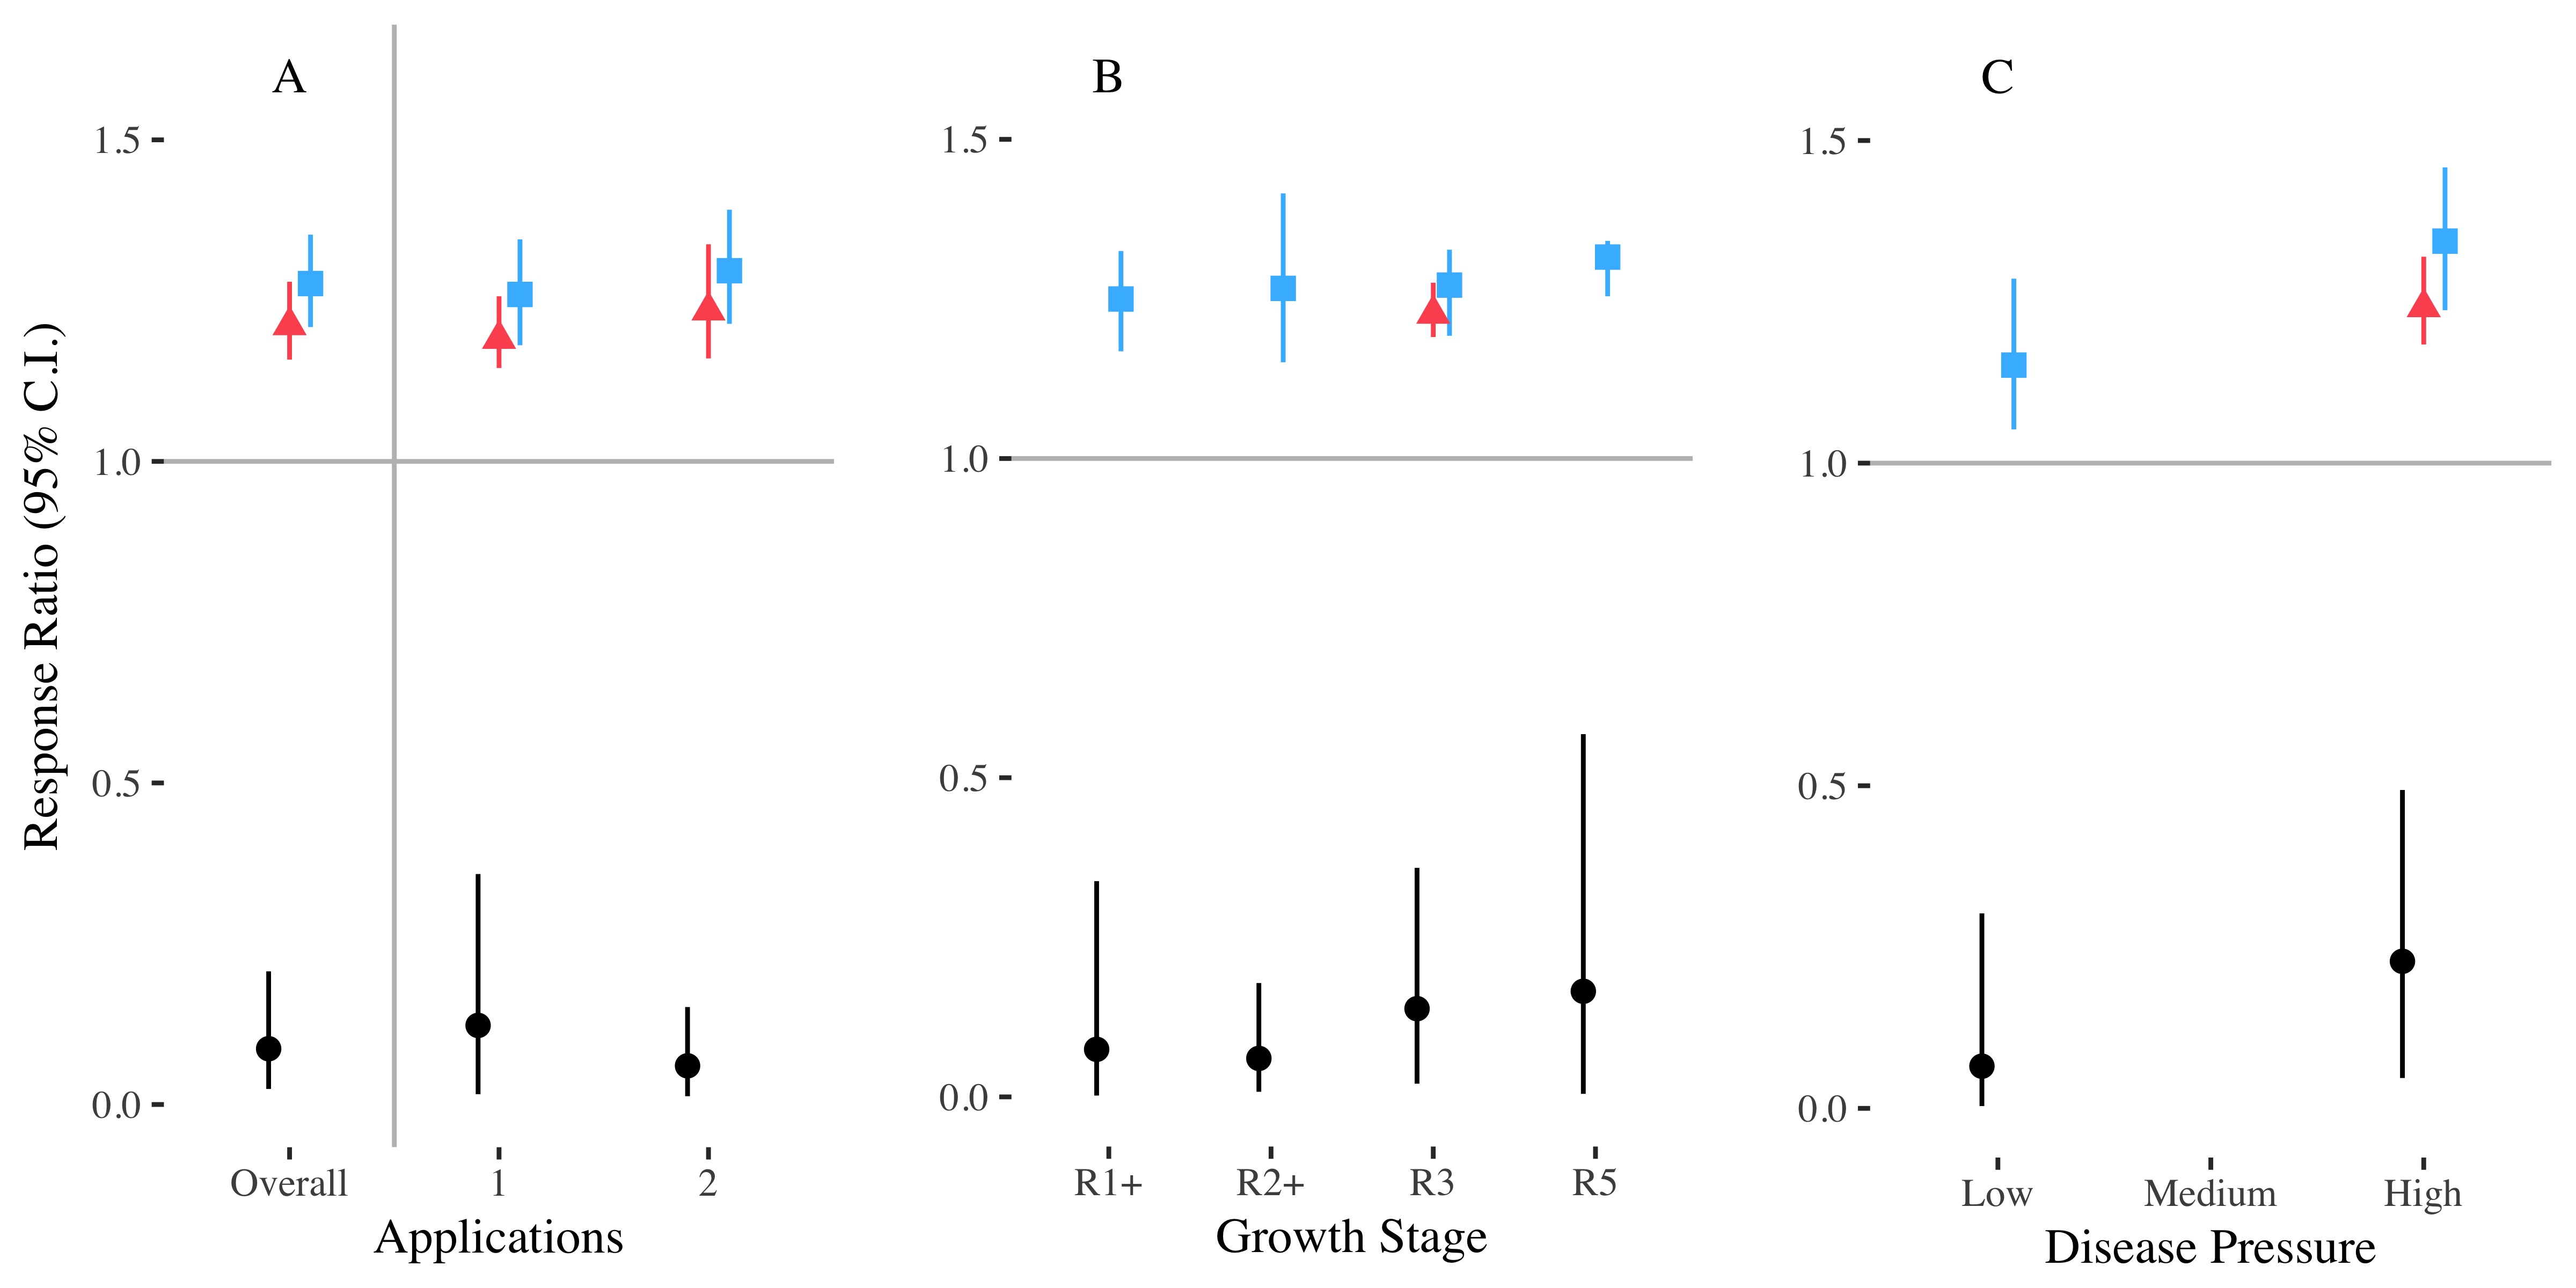 Response Ratio (95% C.I.)
A
1.5
1.0
0.5
0.0
Overall 1 2
Applications
B
1.5
1.0
0.5
0.0
R1+ R2+ R3 R5
Growth Stage
C
1.5
1.0
0.5
0.0
Low Medium High
Disease Pressure